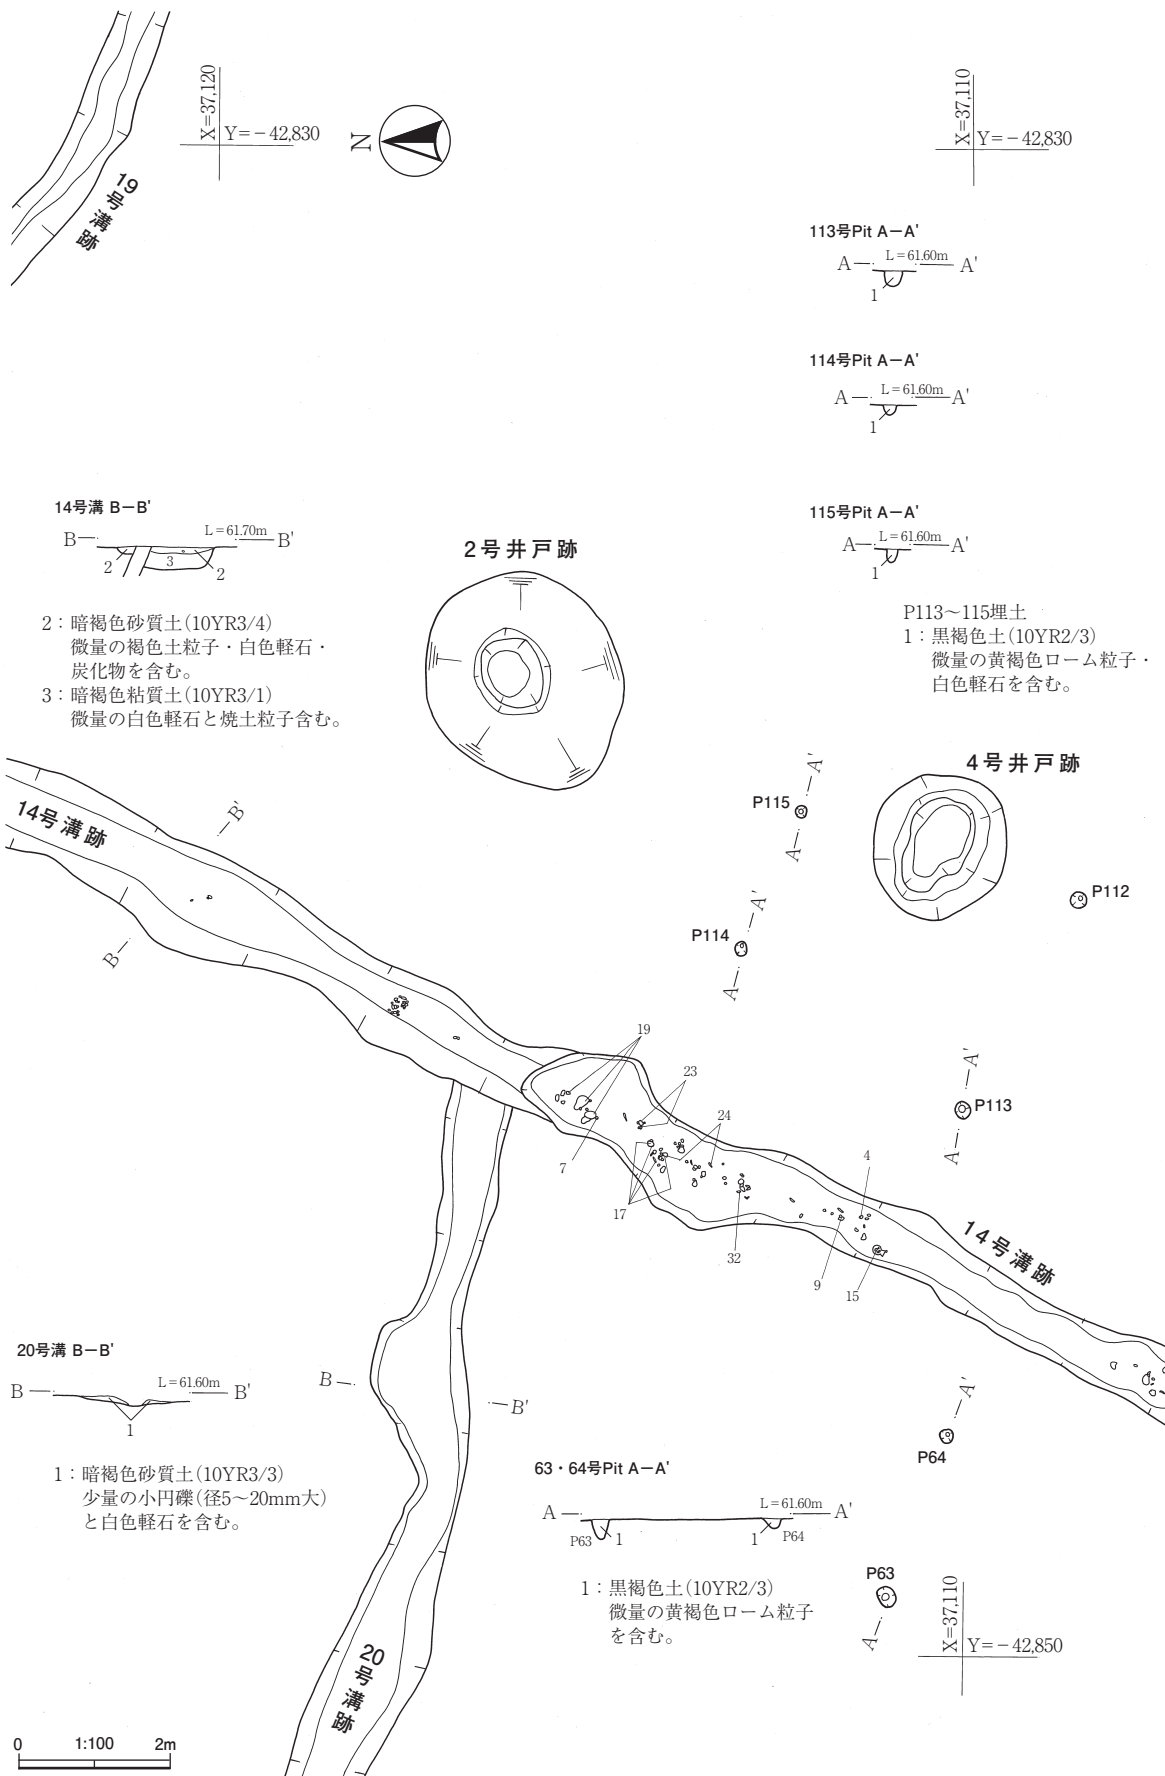 X=37,120
Y=－42,830
N
X=37,110
Y=－42,830
19号溝跡
113号Pit A－A'
L=61.60m
A
A'
1
114号Pit A－A'
L=61.60m
A
A'
1
14号溝 B－B'
L=61.70m
B
B'
2
3
2
2：暗褐色砂質土(10YR3/4)
微量の褐色土粒子・白色軽石・
炭化物を含む。
3：暗褐色粘質土(10YR3/1)
微量の白色軽石と焼土粒子含む。
2号井戸跡
115号Pit A－A'
L=61.60m
A
A'
1
P113～115埋土
1：黒褐色土(10YR2/3)
微量の黄褐色ローム粒子・
白色軽石を含む。
4号井戸跡
A'
P115
A
14号溝跡
B'
B
P112
A'
P114
A
19
23
24
7
17
32
4
9
15
A'
P113
A
14号溝跡
20号溝 B－B'
L=61.60m
B
B'
1
1：暗褐色砂質土(10YR3/3)
少量の小円礫(径5～20mm大)
と白色軽石を含む。
B
B'
A'
P64
63・64号Pit A－A'
L=61.60m
A
A'
P63
1
1
P64
1：黒褐色土(10YR2/3)
微量の黄褐色ローム粒子
を含む。
P63
A
X=37,110
Y=－42,850
20号溝跡
0
1:100
2m